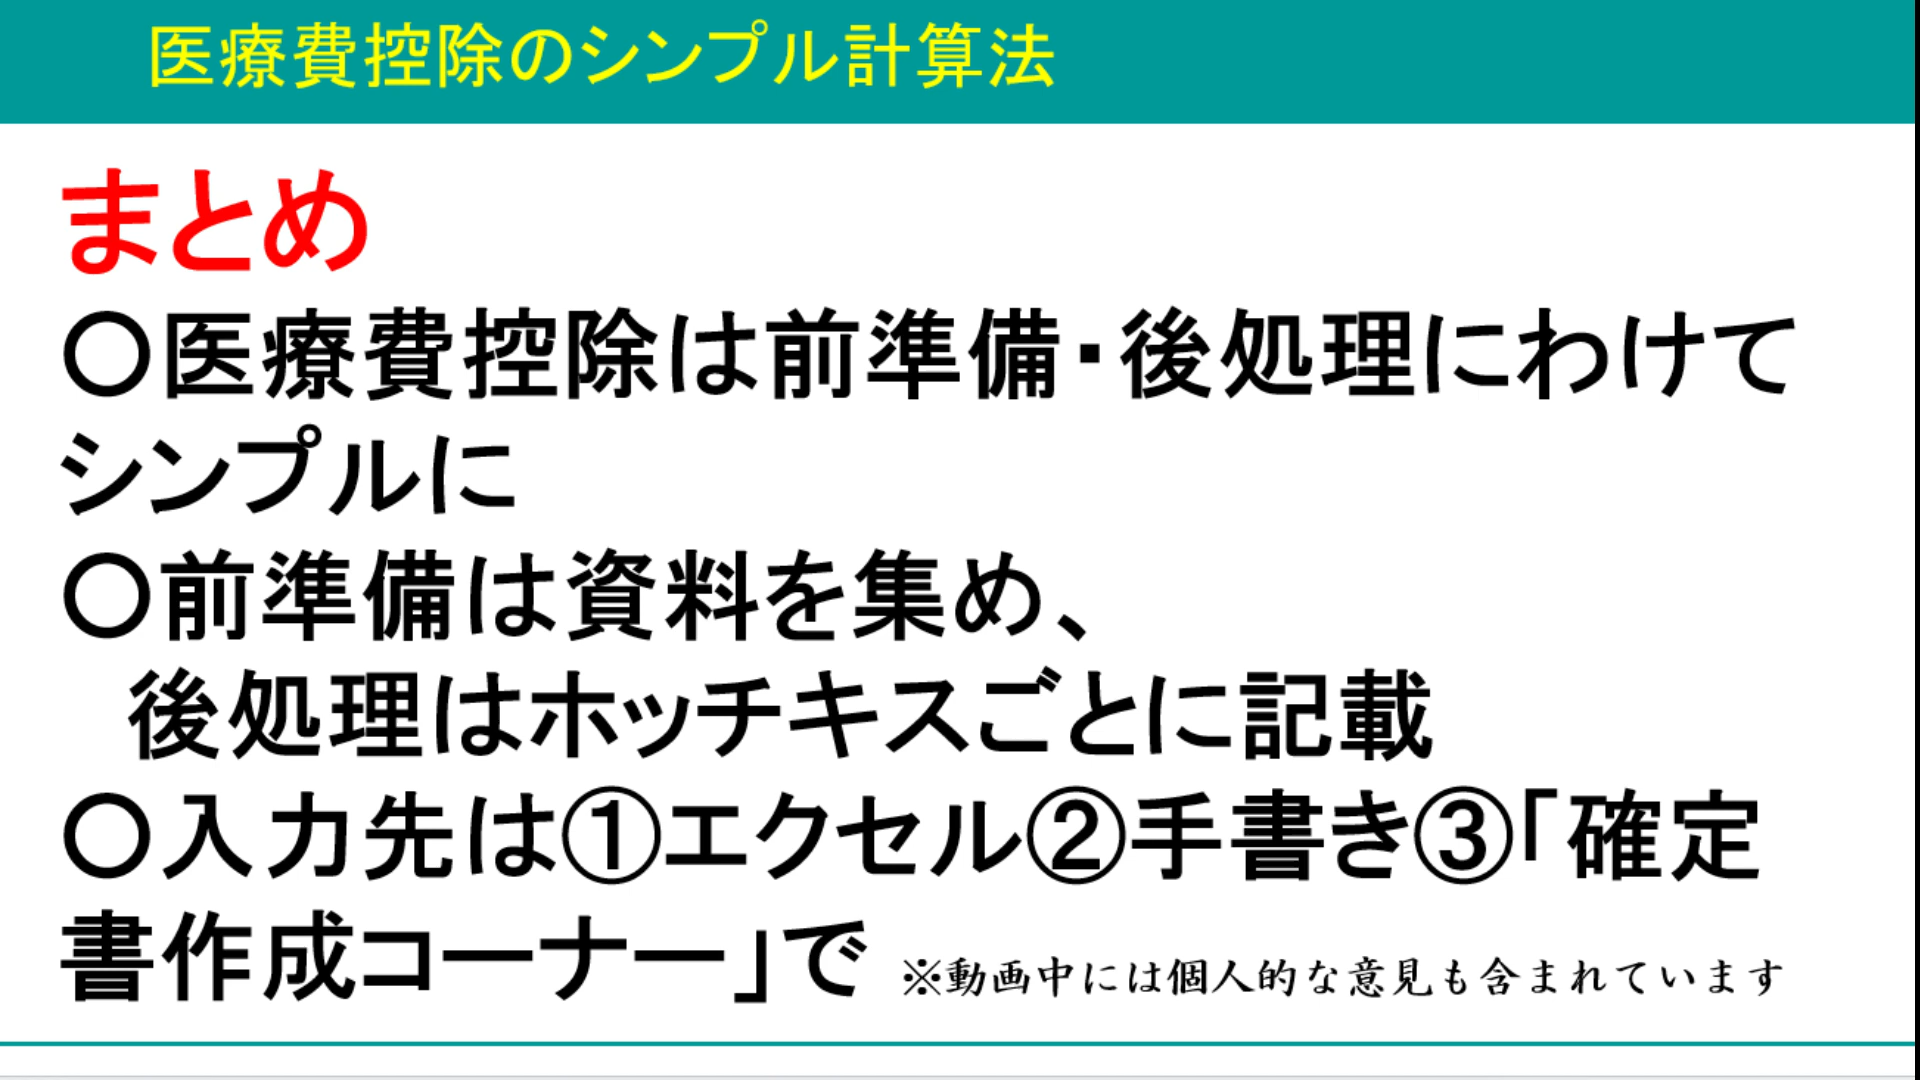 医療費控除のシンプル計算法
まとめ
〇医療費控除は前準備・後処理にわけて
シンプルに
〇前準備は資料を集め、
後処理はホッチキスごとに記載
〇入力先は①エクセル②手書き③「確定
書作成コーナー」で
※動画中には個人的な意見も含まれています